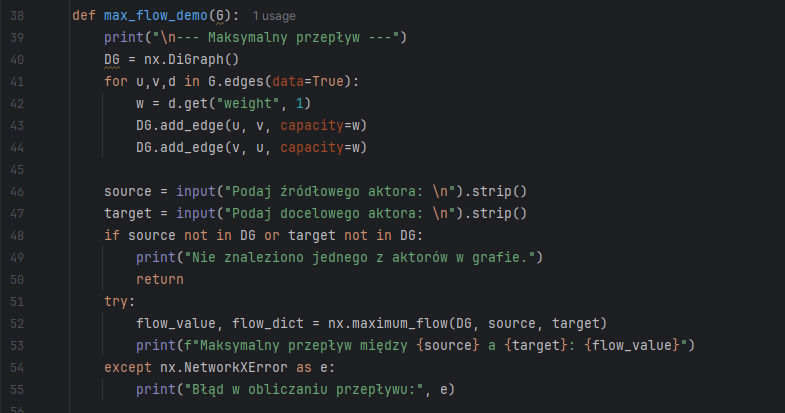 38 def max_flow_demo(G): 1 usage
39     print("\n--- Maksymalny przepływ ---")
40     DG = nx.DiGraph()
41     for u,v,d in G.edges(data=True):
42         w = d.get("weight", 1)
43         DG.add_edge(u, v, capacity=w)
44         DG.add_edge(v, u, capacity=w)
45
46     source = input("Podaj źródłowego aktora: \n").strip()
47     target = input("Podaj docelowego aktora: \n").strip()
48     if source not in DG or target not in DG:
49         print("Nie znaleziono jednego z aktorów w grafie.")
50         return
51     try:
52         flow_value, flow_dict = nx.maximum_flow(DG, source, target)
53         print(f"Maksymalny przepływ między {source} a {target}: {flow_value}")
54     except nx.NetworkXError as e:
55         print("Błąd w obliczaniu przepływu:", e)
56